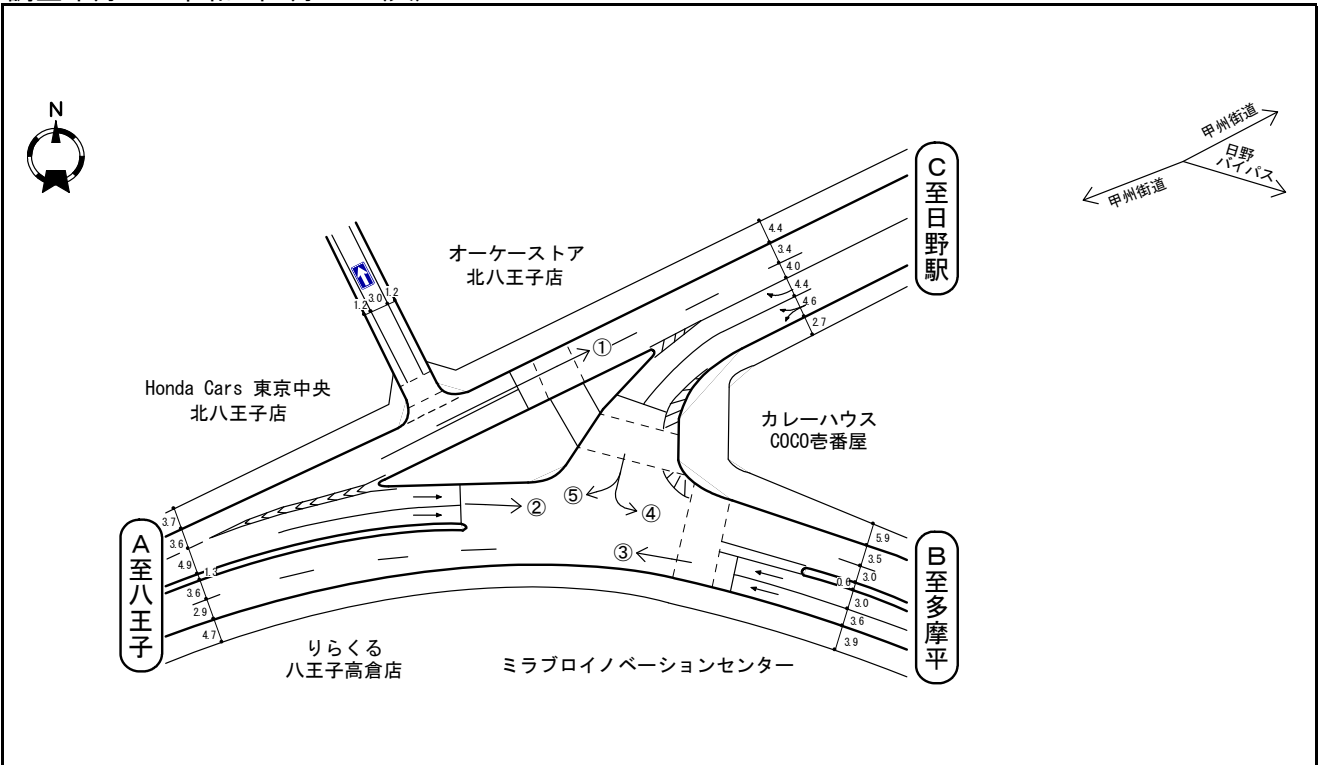 N
甲州街道
日野
バイパス
甲州街道
C至日野駅
オーケーストア
北八王子店
4.4
3.4
4.0
4.4
4.6
2.7
1.2
3.0
1.2
①
Honda Cars 東京中央
北八王子店
カレーハウス
COCO壱番屋
⑤
④
②
③
A至八王子
3.7
3.6
4.9
1.3
3.6
2.9
4.7
B至多摩平
5.9
3.5
3.0
0.6
3.0
3.6
3.9
りらくる
八王子高倉店
ミラブロイノベーションセンター